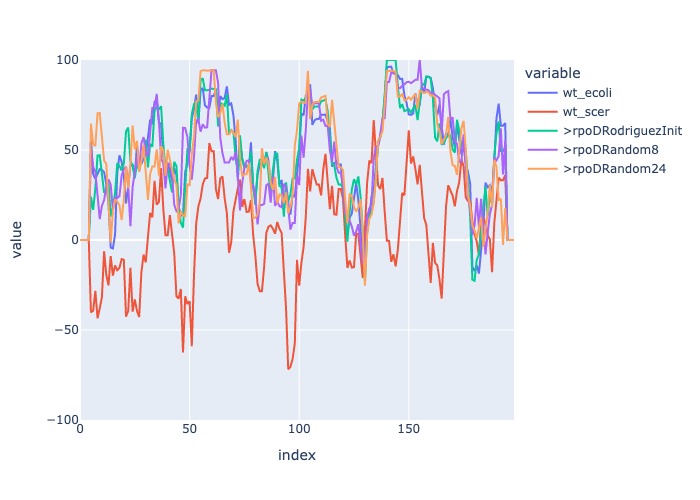 variable
wt_ecoli
wt_scer
>rpoDRodriguezInit
>rpoDRandom8
>rpoDRandom24
100
50
0
−50
−100
value
0
50
100
150
index